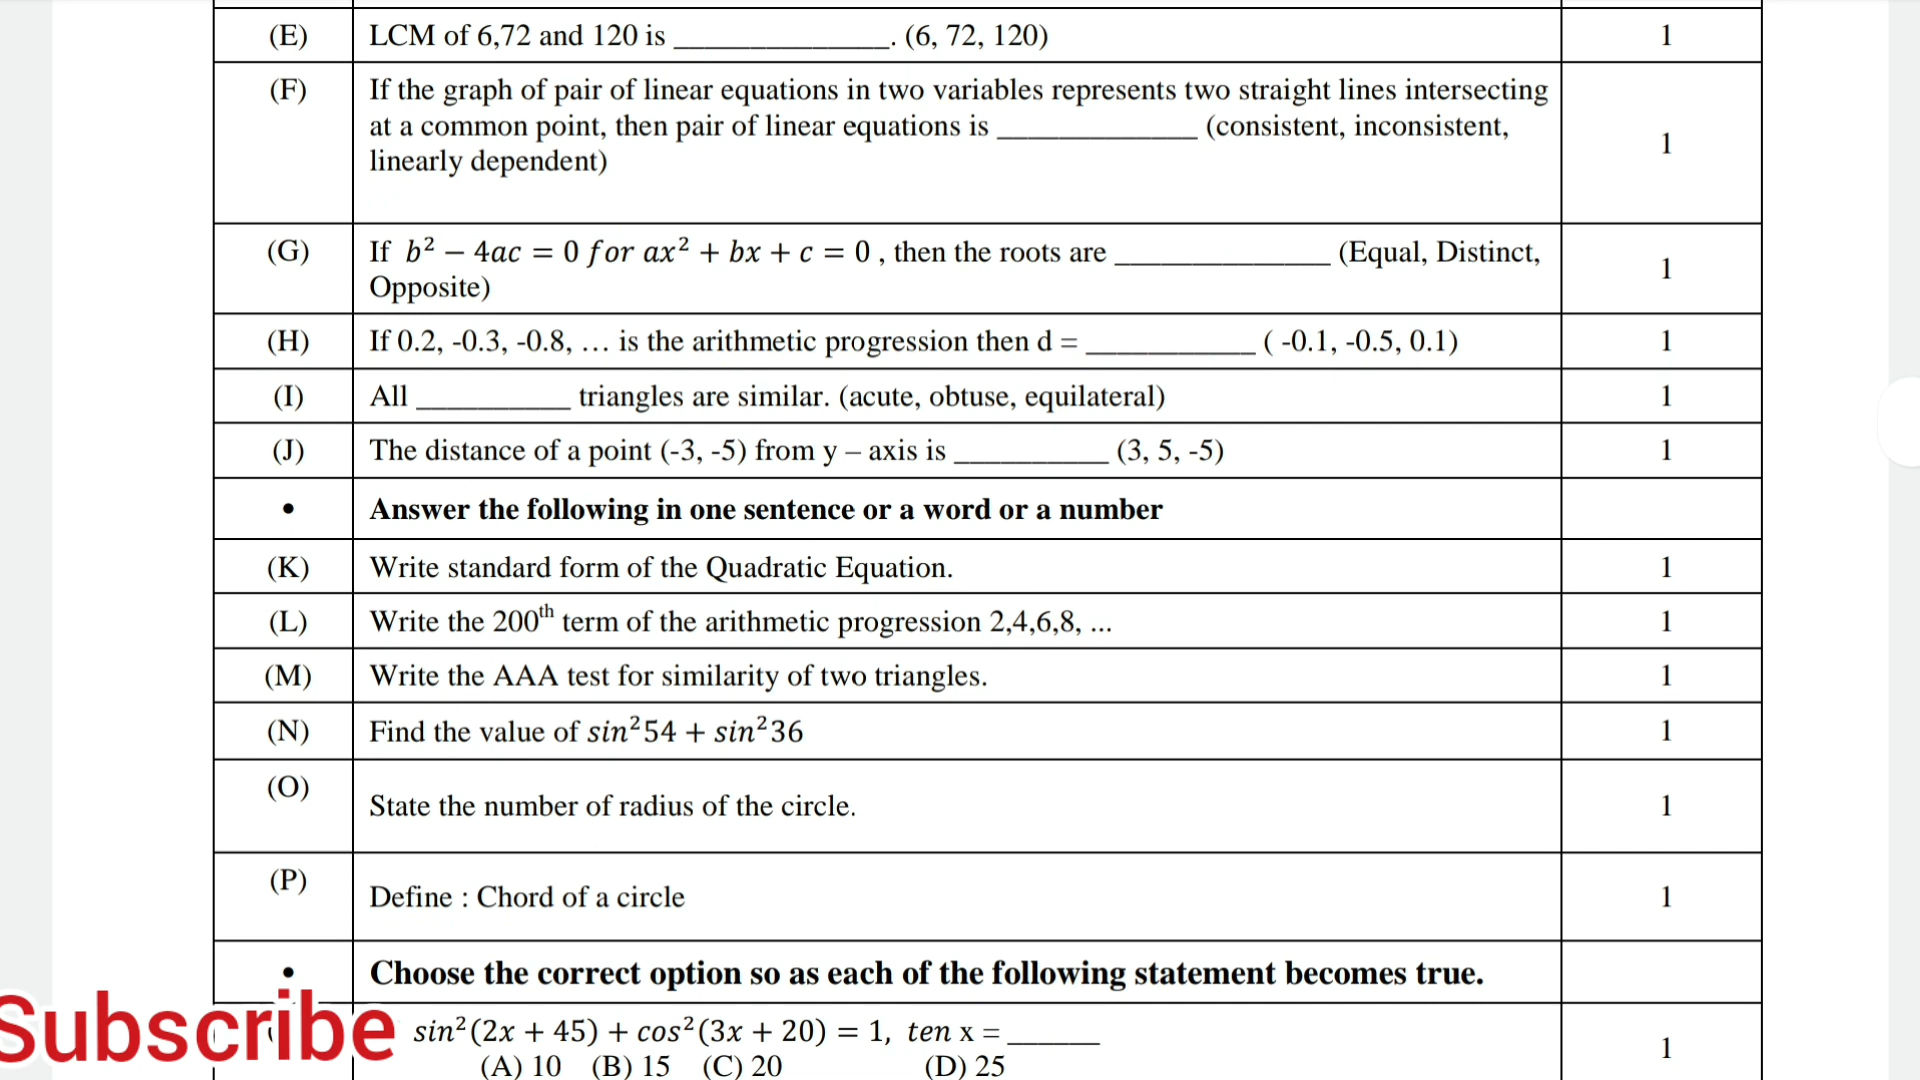 (E) LCM of 6,72 and 120 is ______________. (6, 72, 120) 1
(F) If the graph of pair of linear equations in two variables represents two straight lines intersecting
at a common point, then pair of linear equations is _____________ (consistent, inconsistent,
linearly dependent) 1
(G) If b² − 4ac = 0 for ax² + bx + c = 0 , then the roots are ______________ (Equal, Distinct,
Opposite) 1
(H) If 0.2, -0.3, -0.8, … is the arithmetic progression then d = ___________ ( -0.1, -0.5, 0.1) 1
(I) All __________ triangles are similar. (acute, obtuse, equilateral) 1
(J) The distance of a point (-3, -5) from y – axis is __________ (3, 5, -5) 1
• Answer the following in one sentence or a word or a number
(K) Write standard form of the Quadratic Equation. 1
(L) Write the 200th term of the arithmetic progression 2,4,6,8, ... 1
(M) Write the AAA test for similarity of two triangles. 1
(N) Find the value of sin²54 + sin²36 1
(O) State the number of radius of the circle. 1
(P) Define : Chord of a circle 1
• Choose the correct option so as each of the following statement becomes true.
Subscribe
sin²(2x + 45) + cos²(3x + 20) = 1, ten x = ______ 1
(A) 10 (B) 15 (C) 20 (D) 25